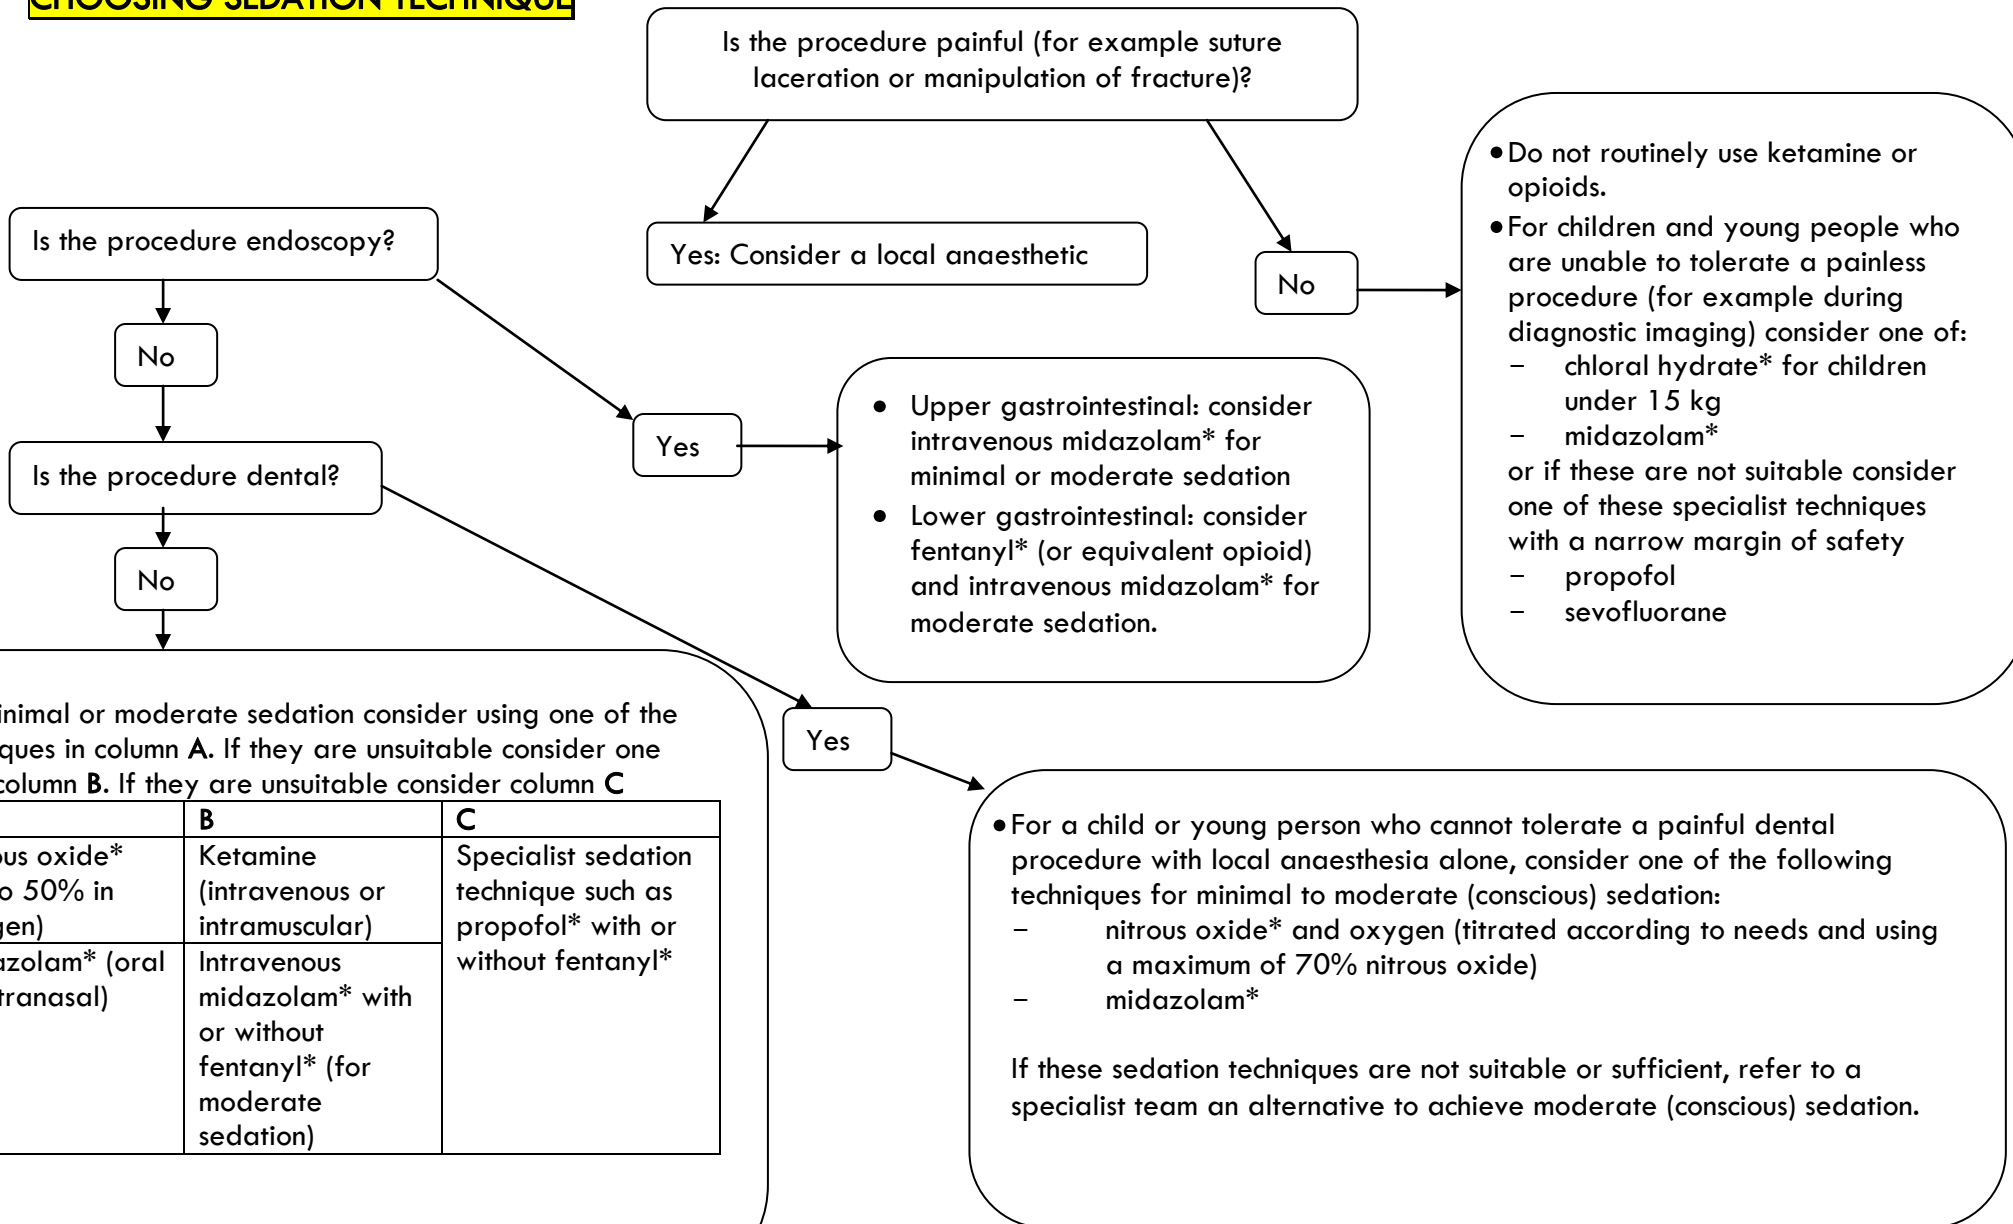 CHOOSING SEDATION TECHNIQUE
Is the procedure painful (for example suture
laceration or manipulation of fracture)?
Yes: Consider a local anaesthetic
No
•Do not routinely use ketamine or
opioids.
•For children and young people who
are unable to tolerate a painless
procedure (for example during
diagnostic imaging) consider one of:
– chloral hydrate* for children
under 15 kg
– midazolam*
or if these are not suitable consider
one of these specialist techniques
with a narrow margin of safety
– propofol
– sevofluorane
Is the procedure endoscopy?
No
Yes
• Upper gastrointestinal: consider
intravenous midazolam* for
minimal or moderate sedation
• Lower gastrointestinal: consider
fentanyl* (or equivalent opioid)
and intravenous midazolam* for
moderate sedation.
Is the procedure dental?
No
Yes
•For a child or young person who cannot tolerate a painful dental
procedure with local anaesthesia alone, consider one of the following
techniques for minimal to moderate (conscious) sedation:
– nitrous oxide* and oxygen (titrated according to needs and using
a maximum of 70% nitrous oxide)
– midazolam*
If these sedation techniques are not suitable or sufficient, refer to a
specialist team an alternative to achieve moderate (conscious) sedation.
or moderate sedation consider using one of the
in column A. If they are unsuitable consider one
column B. If they are unsuitable consider column C
oxide*
50% in
(oral
B
Ketamine
(intravenous or
intramuscular)
Intravenous
midazolam* with
or without
fentanyl* (for
moderate
sedation)
C
Specialist sedation
technique such as
propofol* with or
without fentanyl*